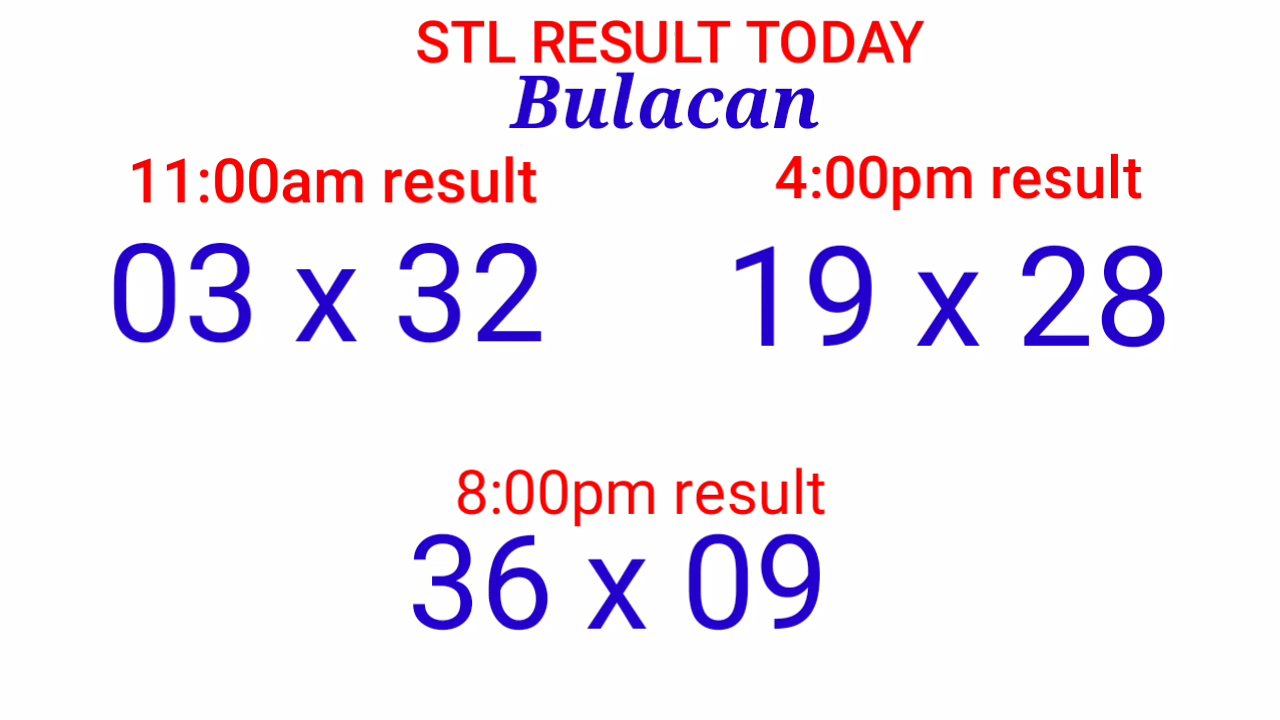 STL RESULT TODAY
Bulacan
11:00am result
03 x 32
4:00pm result
19 x 28
8:00pm result
36 x 09